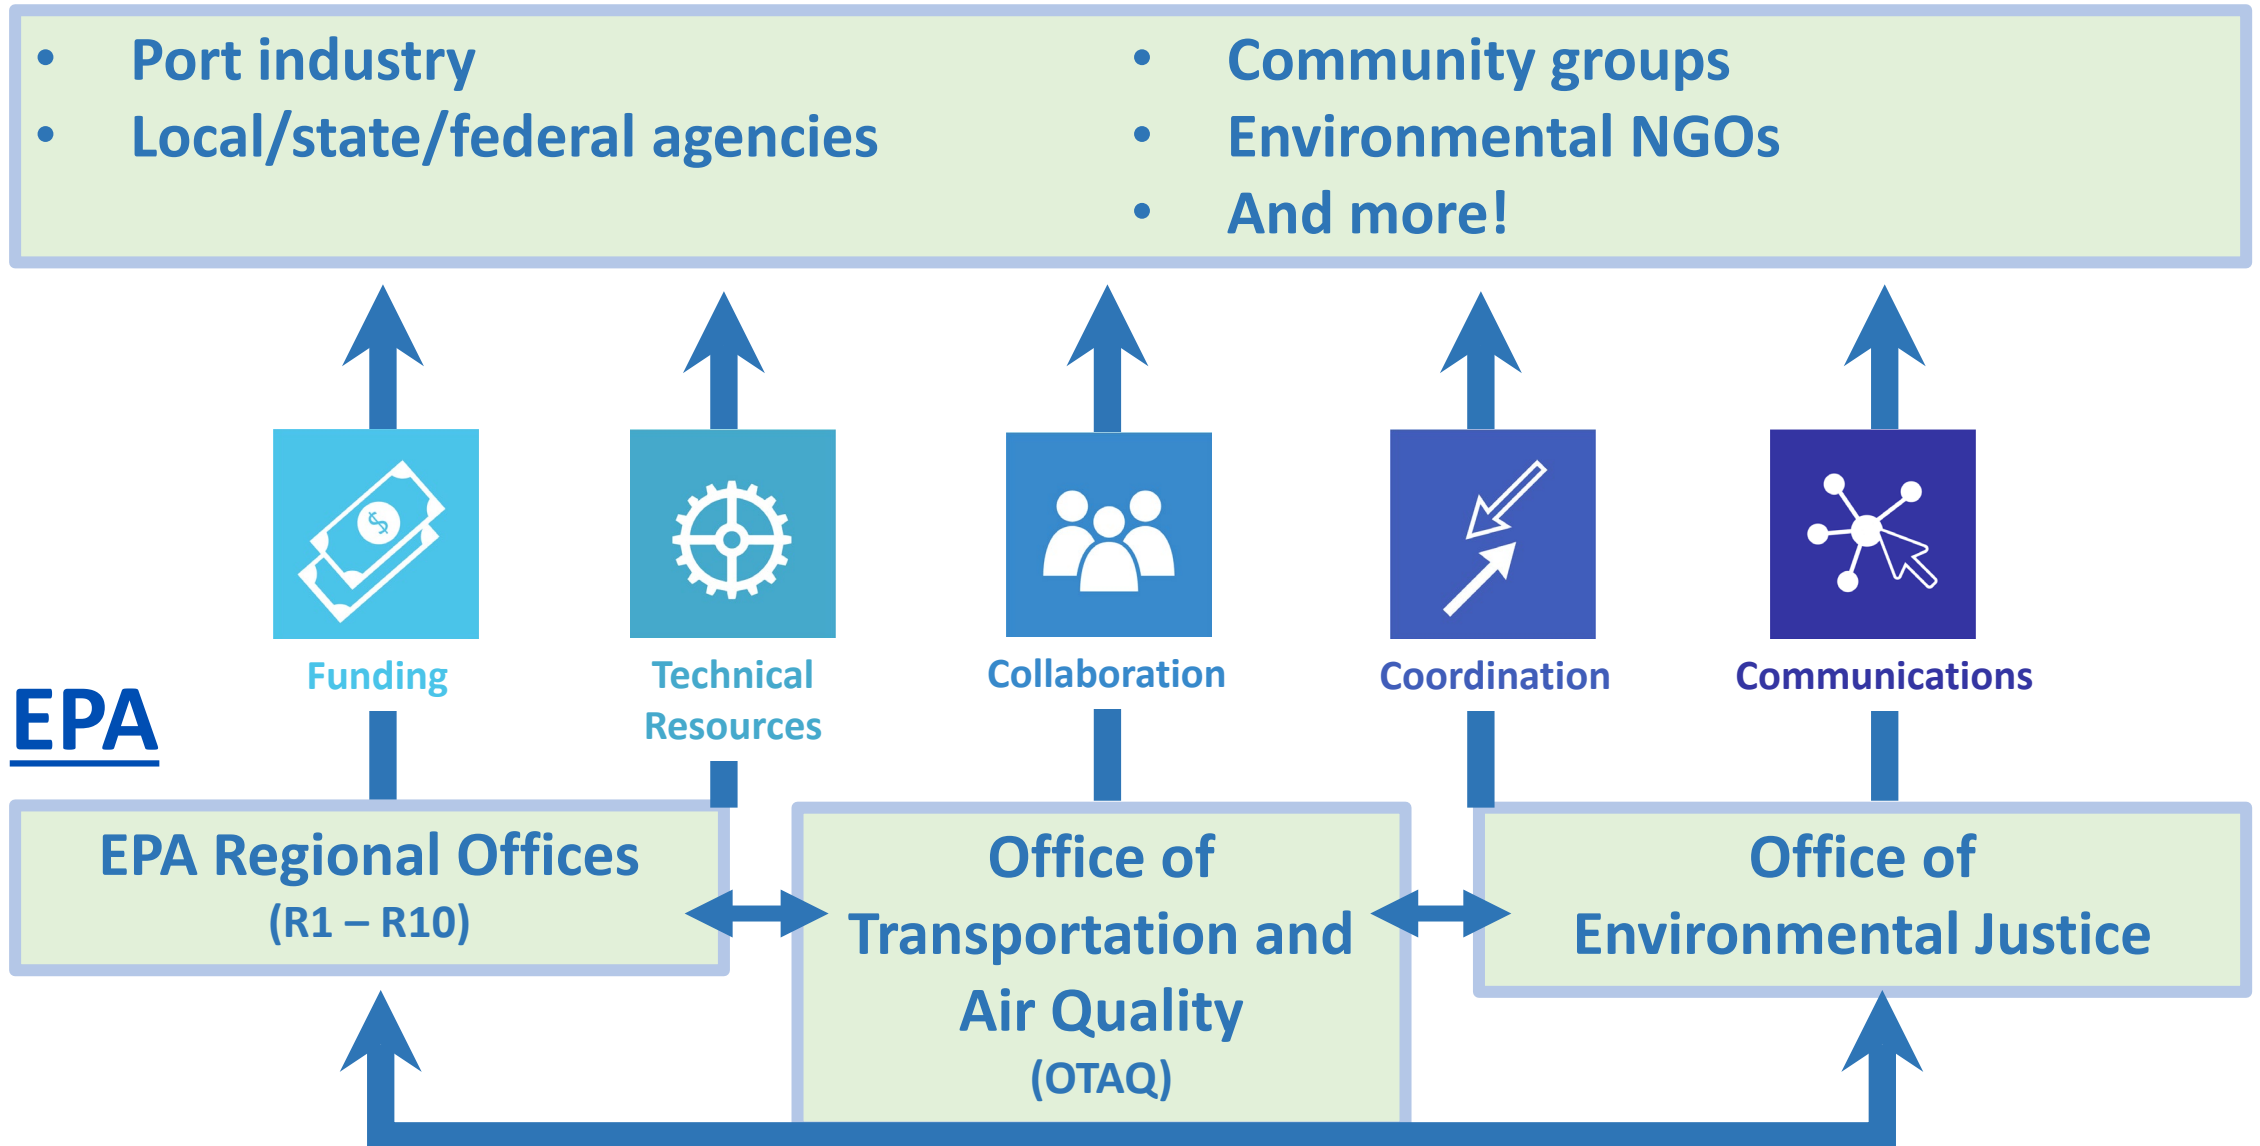 • Port industry
• Local/state/federal agencies
• Community groups
• Environmental NGOs
• And more!
$
Funding
Technical
Resources
Collaboration
Coordination
Communications
EPA
EPA Regional Offices
(R1 – R10)
Office of
Transportation and
Air Quality
(OTAQ)
Office of
Environmental Justice